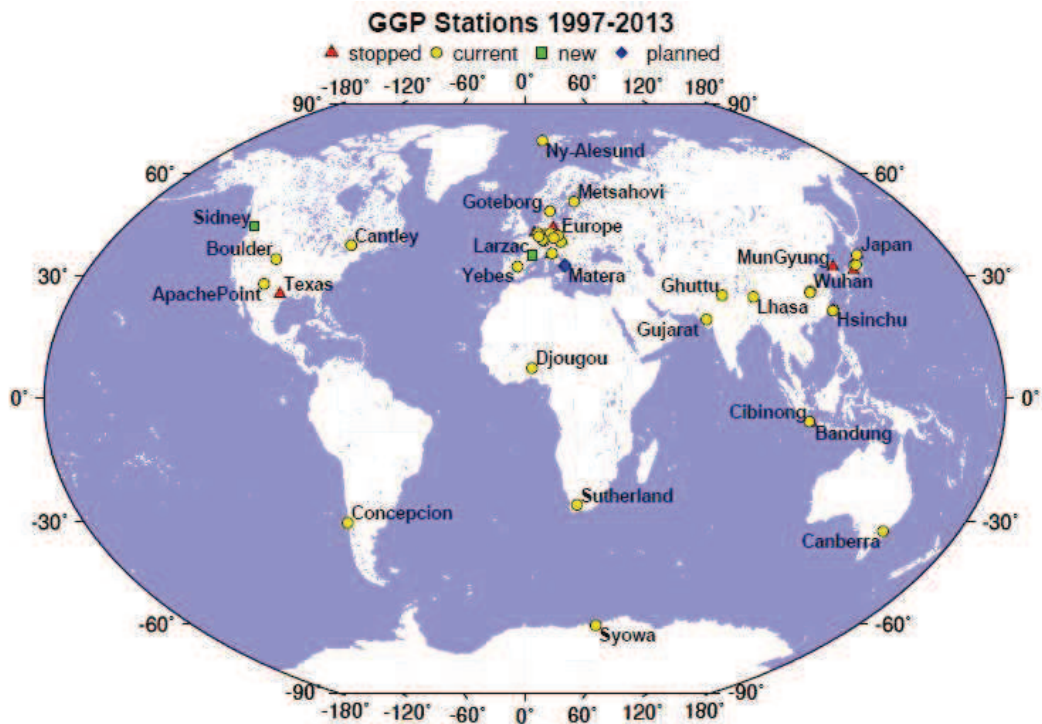 GGP Stations 1997-2013
stopped current new planned
-180˚ -120˚ -60˚ 0˚ 60˚ 120˚ 180˚
90˚ 90˚
Ny-Alesund
60˚ 60˚
Metsahovi
Goteborg
Sidney
Europe
Cantley
Boulder
Larzac
Japan
MunGyung
30˚ 30˚
Yebes
Matera
Texas
ApachePoint
Ghuttu
Wuhan
Lhasa
Hsinchu
Gujarat
Djougou
0˚ 0˚
Cibinong
Bandung
Sutherland
Concepcion
-30˚ -30˚
Canberra
-60˚ -60˚
Syowa
-90˚ -90˚
-180˚ -120˚ -60˚ 0˚ 60˚ 120˚ 180˚